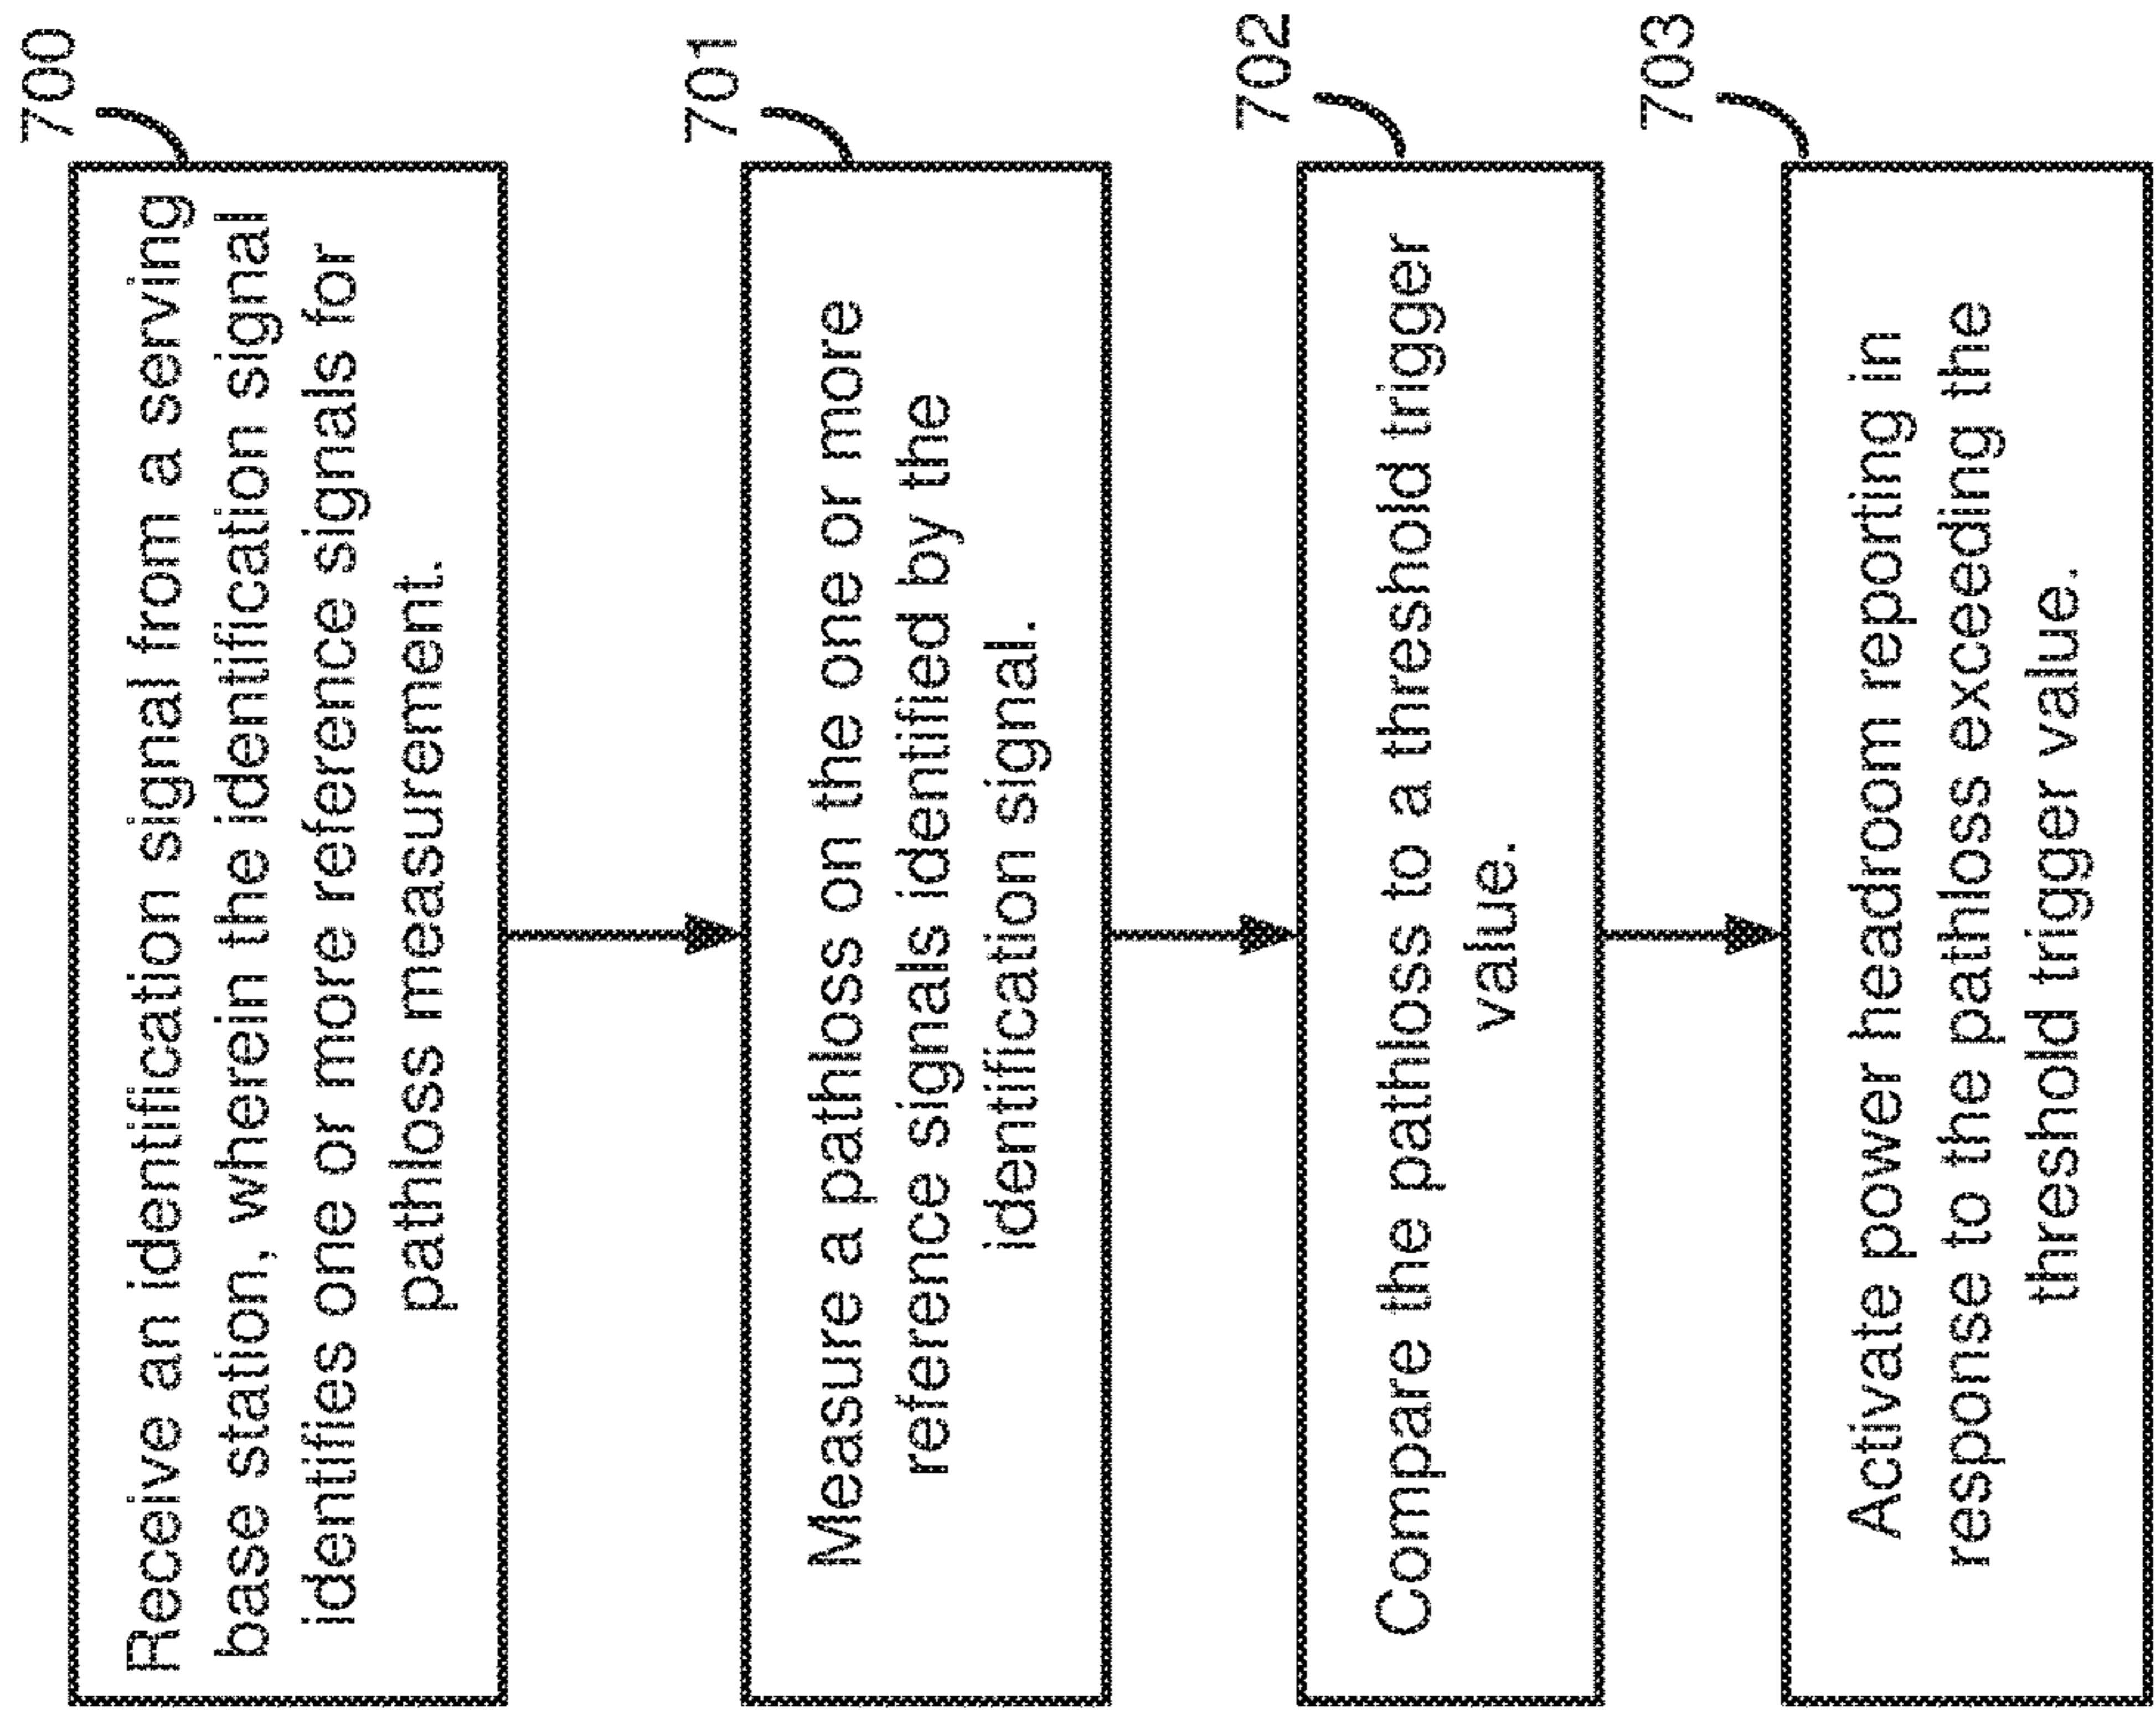 700
Receive an identification signal from a serving
base station, wherein the identification signal
identifies one or more reference signals for
pathloss measurement.
701
Measure a pathloss on the one or more
reference signals identified by the
identification signal.
702
Compare the pathloss to a threshold trigger
value.
703
Activate power headroom reporting in
response to the pathloss exceeding the
threshold trigger value.